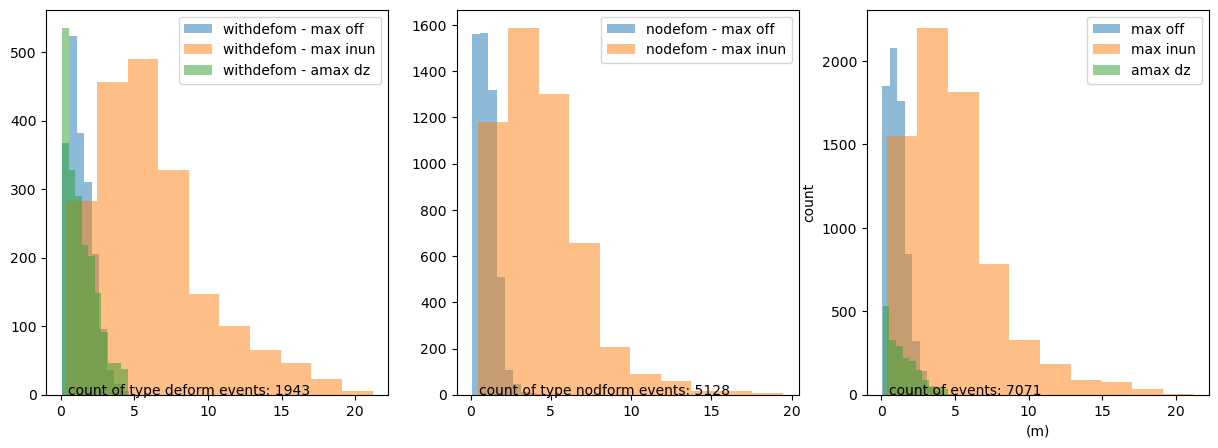 withdefom - max off
withdefom - max inun
withdefom - amax dz
500
400
300
200
100
0
count of type deform events: 1943
0 5 10 15 20
nodefom - max off
nodefom - max inun
1600
1400
1200
1000
800
600
400
200
0
count of type nodform events: 5128
0 5 10 15 20
max off
max inun
amax dz
2000
1500
1000
500
0
count
count of events: 7071
0 5 10 15 20
(m)